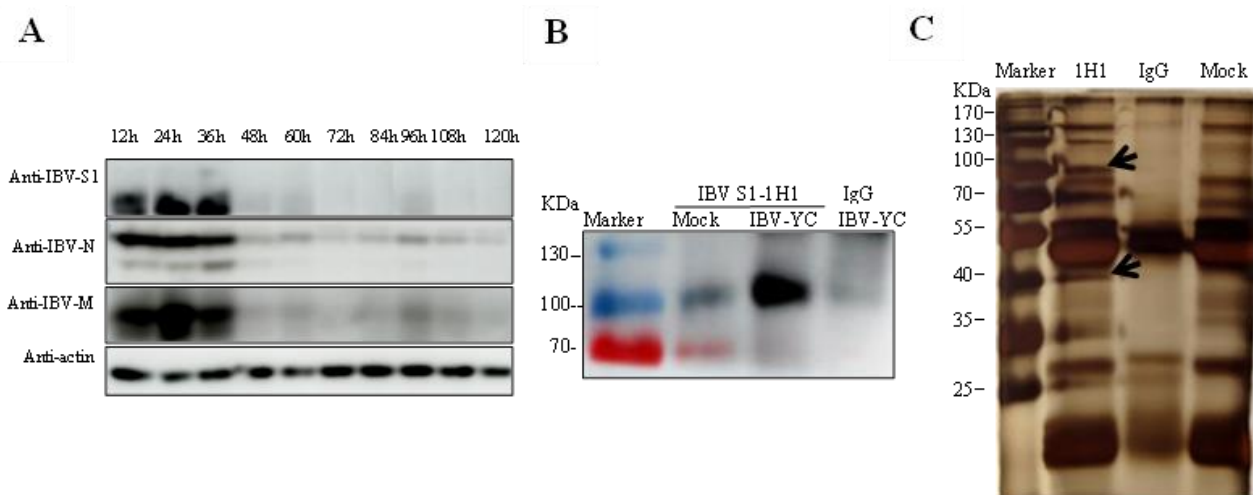 A
12h 24h 36h 48h 60h 72h 84h 96h 108h 120h
Anti-IBV-S1
Anti-IBV-N
Anti-IBV-M
Anti-actin
B
IBV S1-1H1 IgG
KDa
Marker Mock IBV-YC IBV-YC
130
100
70-
C
Marker 1H1 IgG Mock
KDa
170-
130-
100-
70-
55-
40-
35-
25-